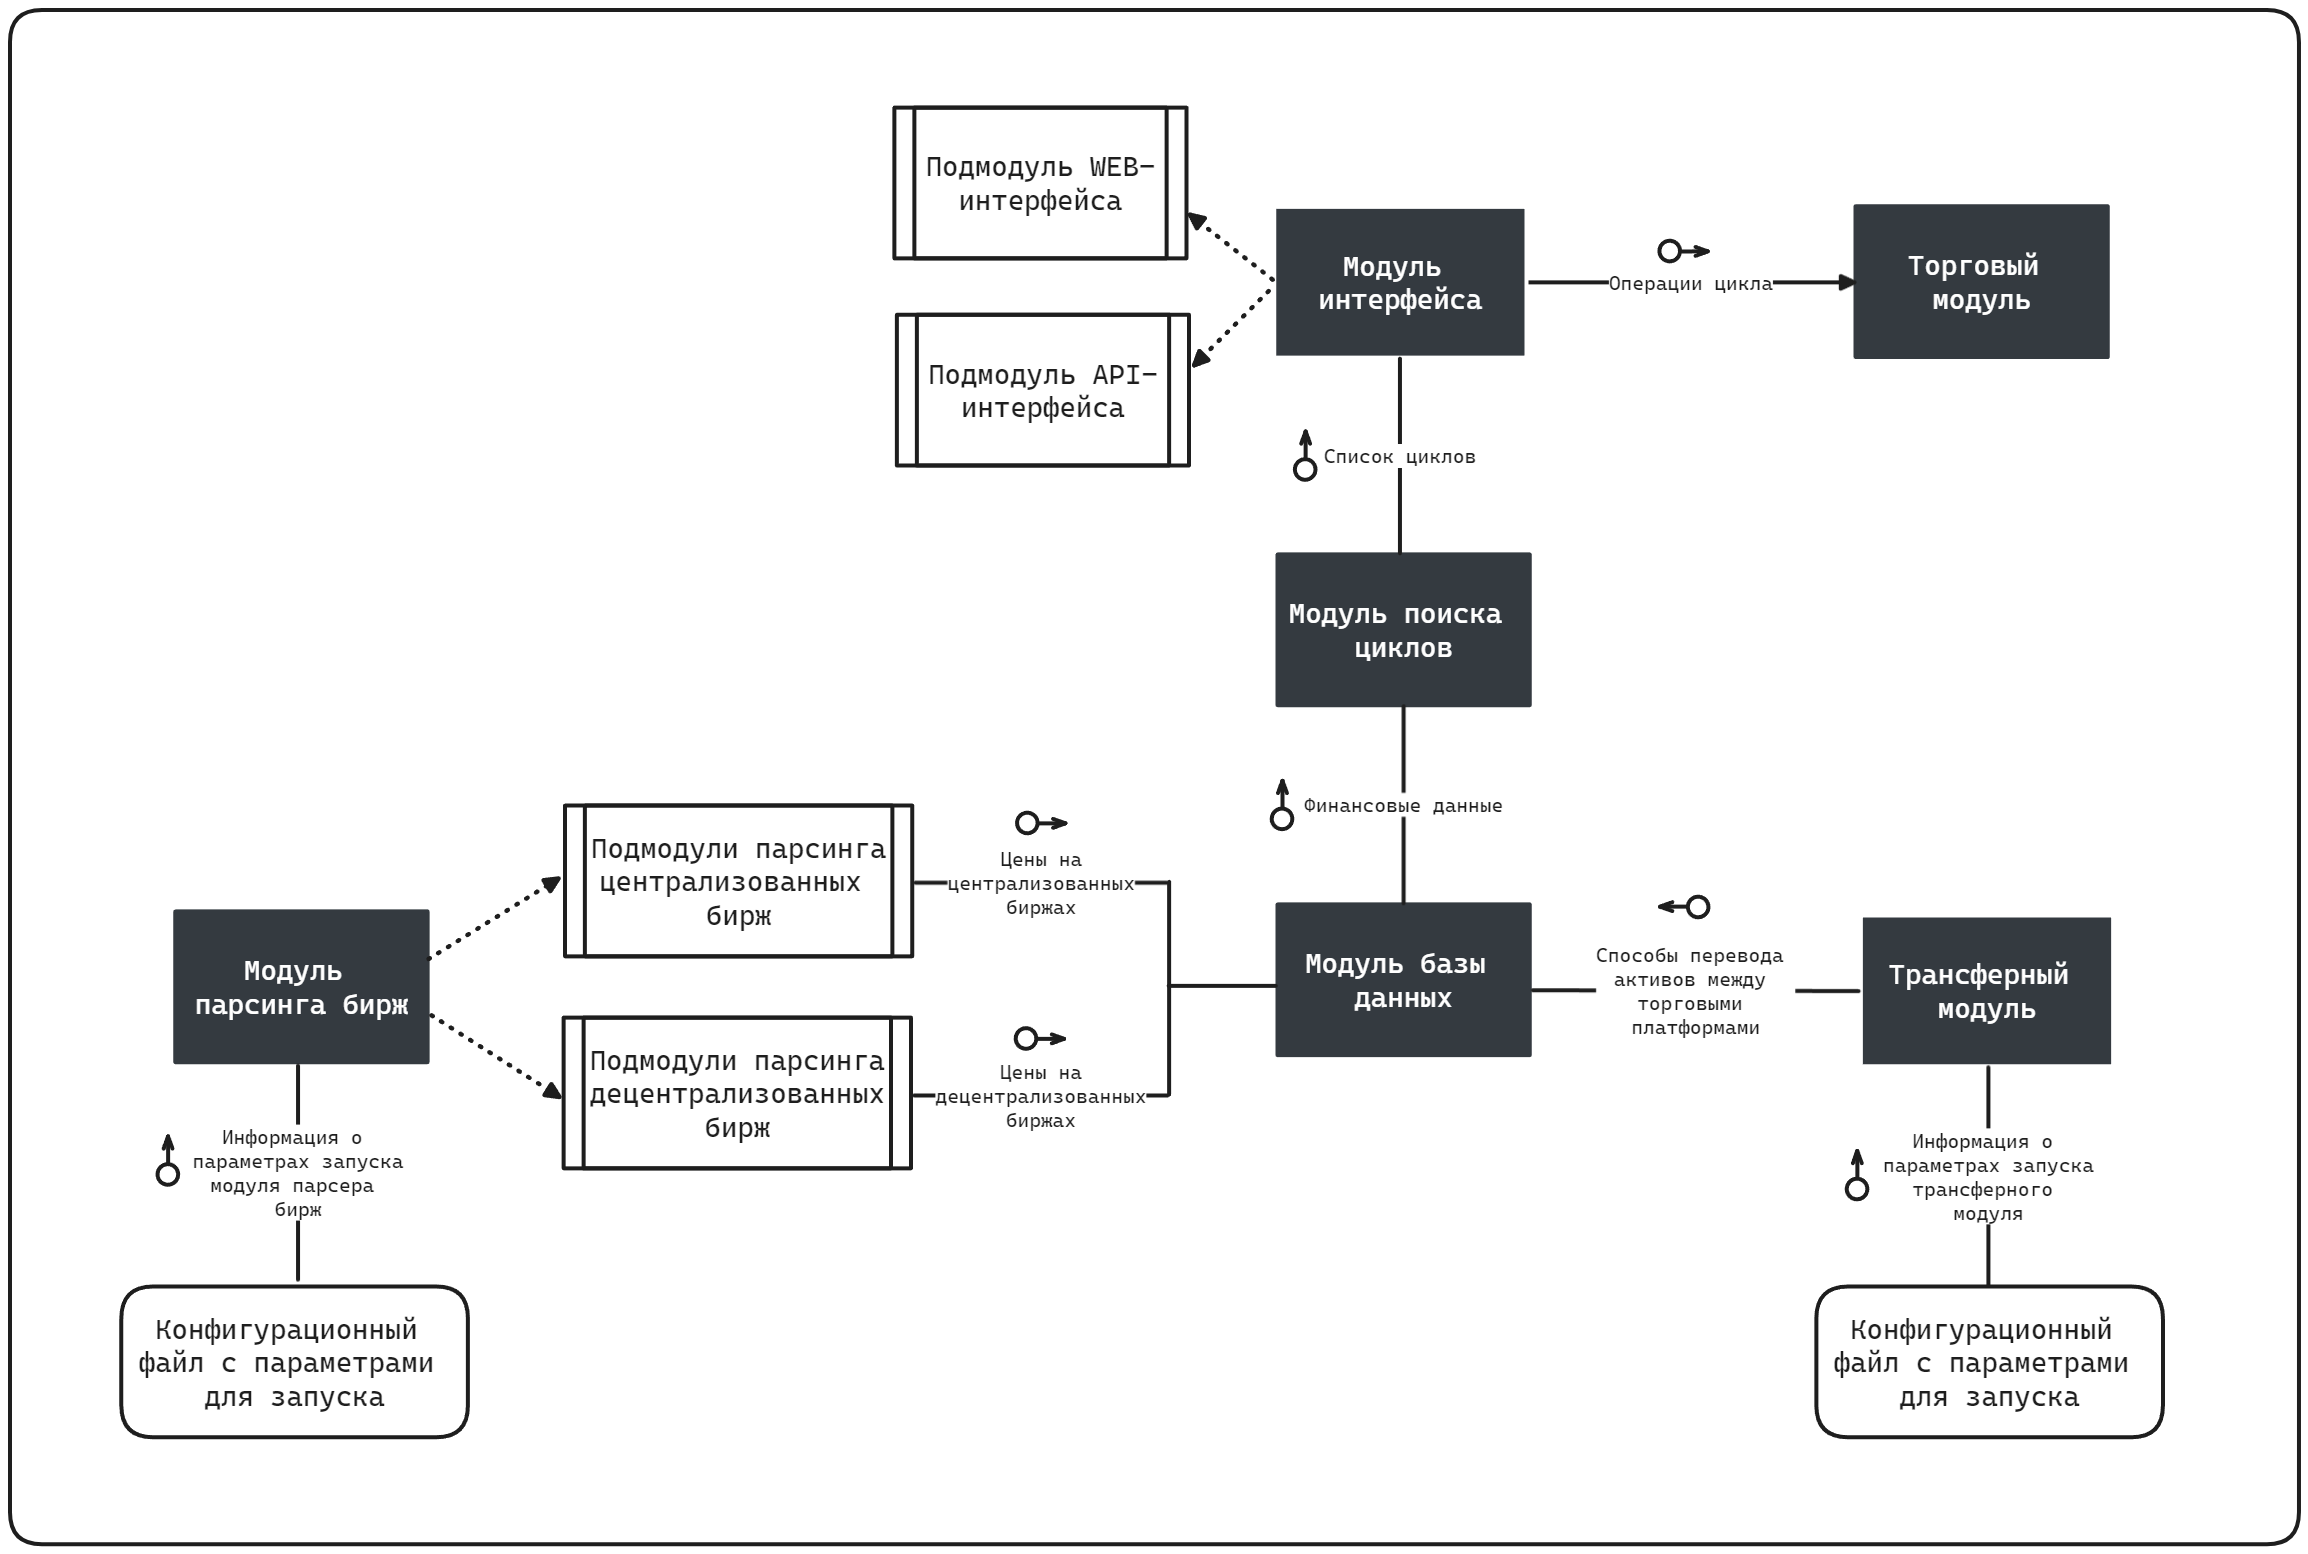 Подмодуль WEB-
интерфейса
Модуль
интерфейса
Операции цикла
Торговый
модуль
Подмодуль API-
интерфейса
Список циклов
Модуль поиска
циклов
Финансовые данные
Подмодули парсинга
централизованных
бирж
Цены на
централизованных
биржах
Модуль
парсинга бирж
Модуль базы
данных
Способы перевода
активов между
торговыми
платформами
Трансферный
модуль
Подмодули парсинга
децентрализованных
бирж
Цены на
децентрализованных
биржах
Информация о
параметрах запуска
модуля парсера
бирж
Информация о
параметрах запуска
трансферного
модуля
Конфигурационный
файл с параметрами
для запуска
Конфигурационный
файл с параметрами
для запуска